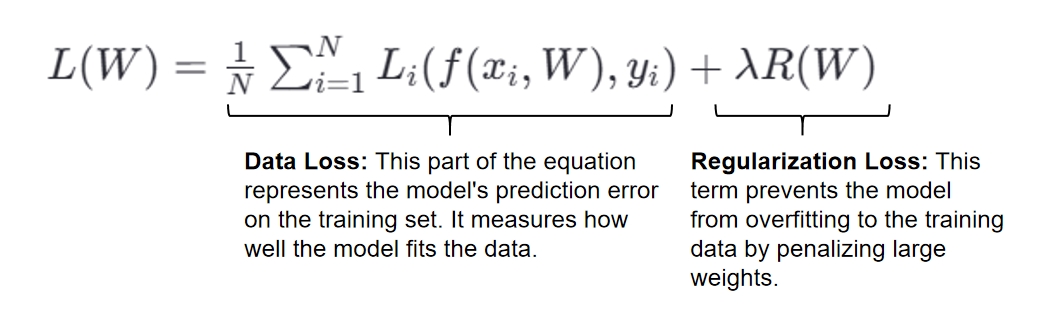 L(W) = \frac{1}{N} \sum_{i=1}^{N} L_i(f(x_i, W), y_i) + λR(W)
Data Loss: This part of the equation
represents the model's prediction error
on the training set. It measures how
well the model fits the data.
Regularization Loss: This
term prevents the model
from overfitting to the training
data by penalizing large
weights.